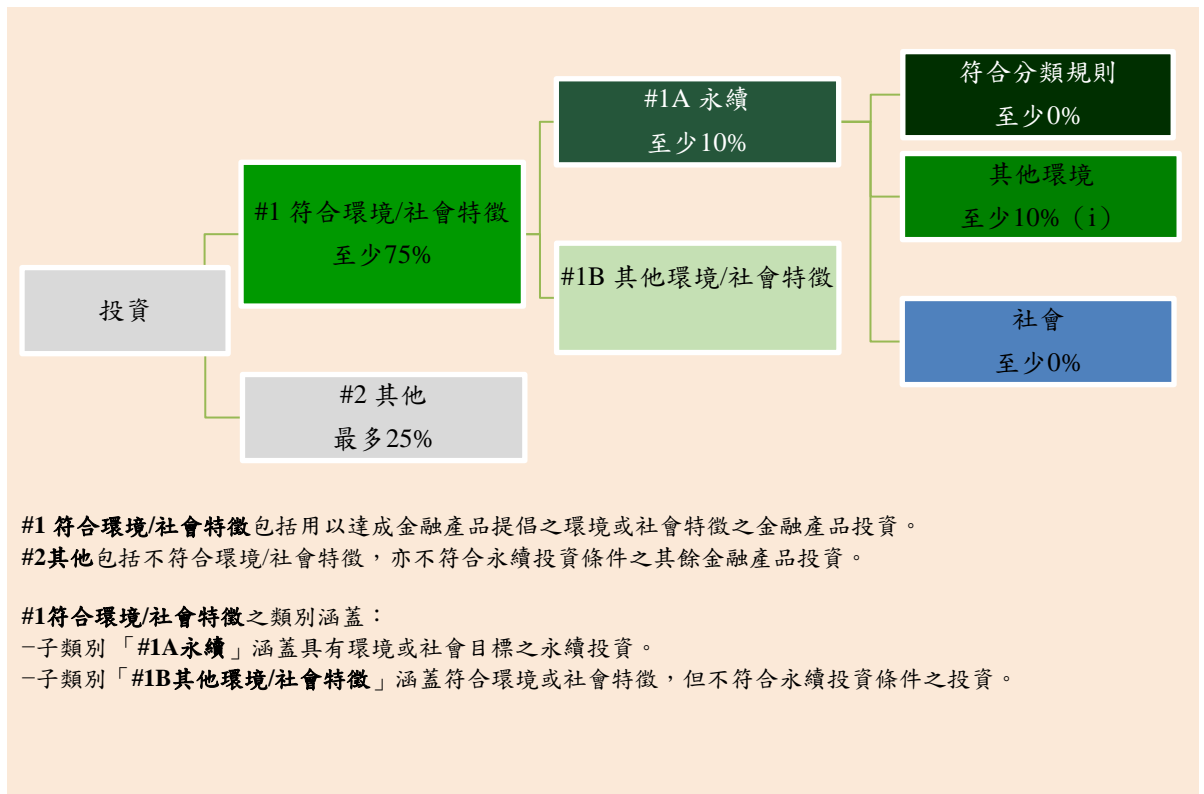 投資
#1 符合環境/社會特徵
至少75%
#2 其他
最多25%
#1A 永續
至少10%
#1B 其他環境/社會特徵
符合分類規則
至少0%
其他環境
至少10%（i）
社會
至少0%
#1 符合環境/社會特徵包括用以達成金融產品提倡之環境或社會特徵之金融產品投資。
#2其他包括不符合環境/社會特徵，亦不符合永續投資條件之其餘金融產品投資。
#1符合環境/社會特徵之類別涵蓋：
–子類別「#1A永續」涵蓋具有環境或社會目標之永續投資。
–子類別「#1B其他環境/社會特徵」涵蓋符合環境或社會特徵，但不符合永續投資條件之投資。